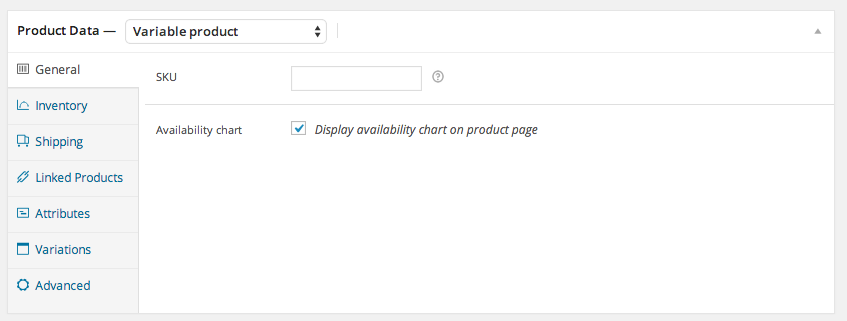 Product Data — Variable product
General
SKU
Inventory
Availability chart Display availability chart on product page
Shipping
Linked Products
Attributes
Variations
Advanced